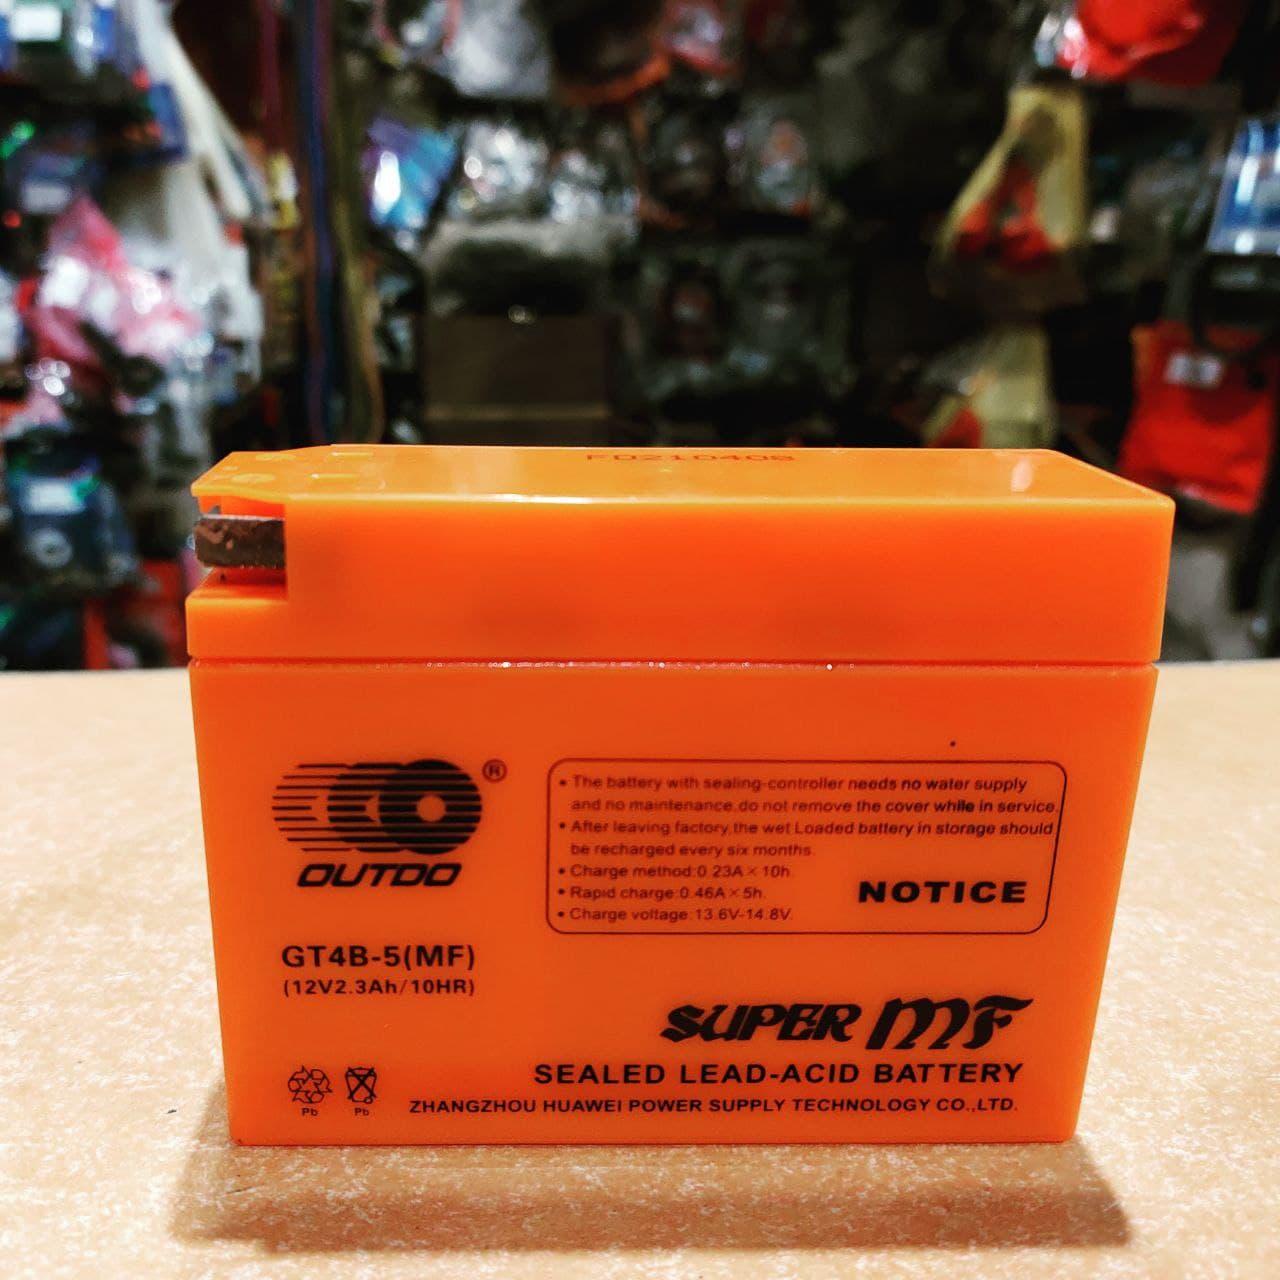 FD210408
®
OUTDO
• The battery with sealing-controller needs no water supply
and no maintenance,do not remove the cover while in service.
• After leaving factory,the wet Loaded battery in storage should
be recharged every six months.
• Charge method:0.23A×10h.
• Rapid charge:0.46A×5h.
• Charge voltage:13.6V-14.8V.
NOTICE
GT4B-5(MF)
(12V2.3Ah/10HR)
SUPER MF
SEALED LEAD-ACID BATTERY
Pb Pb
ZHANGZHOU HUAWEI POWER SUPPLY TECHNOLOGY CO.,LTD.